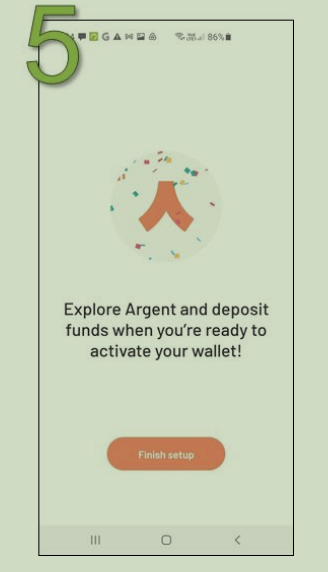 5
86%
Explore Argent and deposit
funds when you're ready to
activate your wallet!
Finish setup